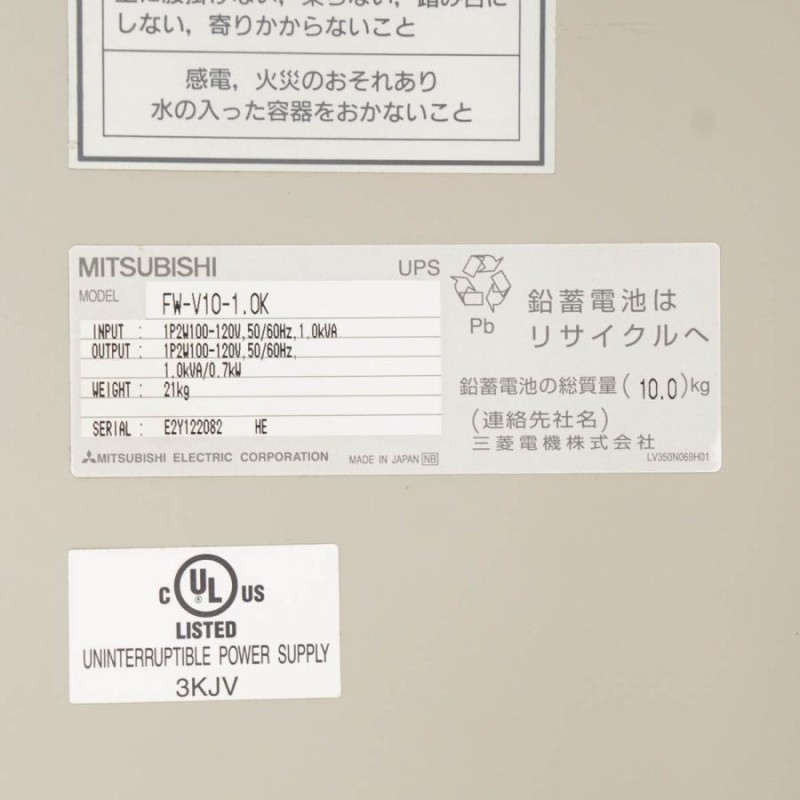 しない，寄りかからないこと
感電，火災のおそれあり
水の入った容器をおかないこと
MITSUBISHI UPS
MODEL FW-V10-1.0K
INPUT : 1P2W100-120V,50/60Hz,1.0kVA
OUTPUT : 1P2W100-120V,50/60Hz,
1.0kVA/0.7kW
WEIGHT : 21kg
SERIAL : E2Y122082 HE
MITSUBISHI ELECTRIC CORPORATION MADE IN JAPAN NB
Pb
鉛蓄電池は
リサイクルへ
鉛蓄電池の総質量(10.0)kg
(連絡先社名)
三菱電機株式会社
LV350N069H01
C UL US
®
LISTED
UNINTERRUPTIBLE POWER SUPPLY
3KJV